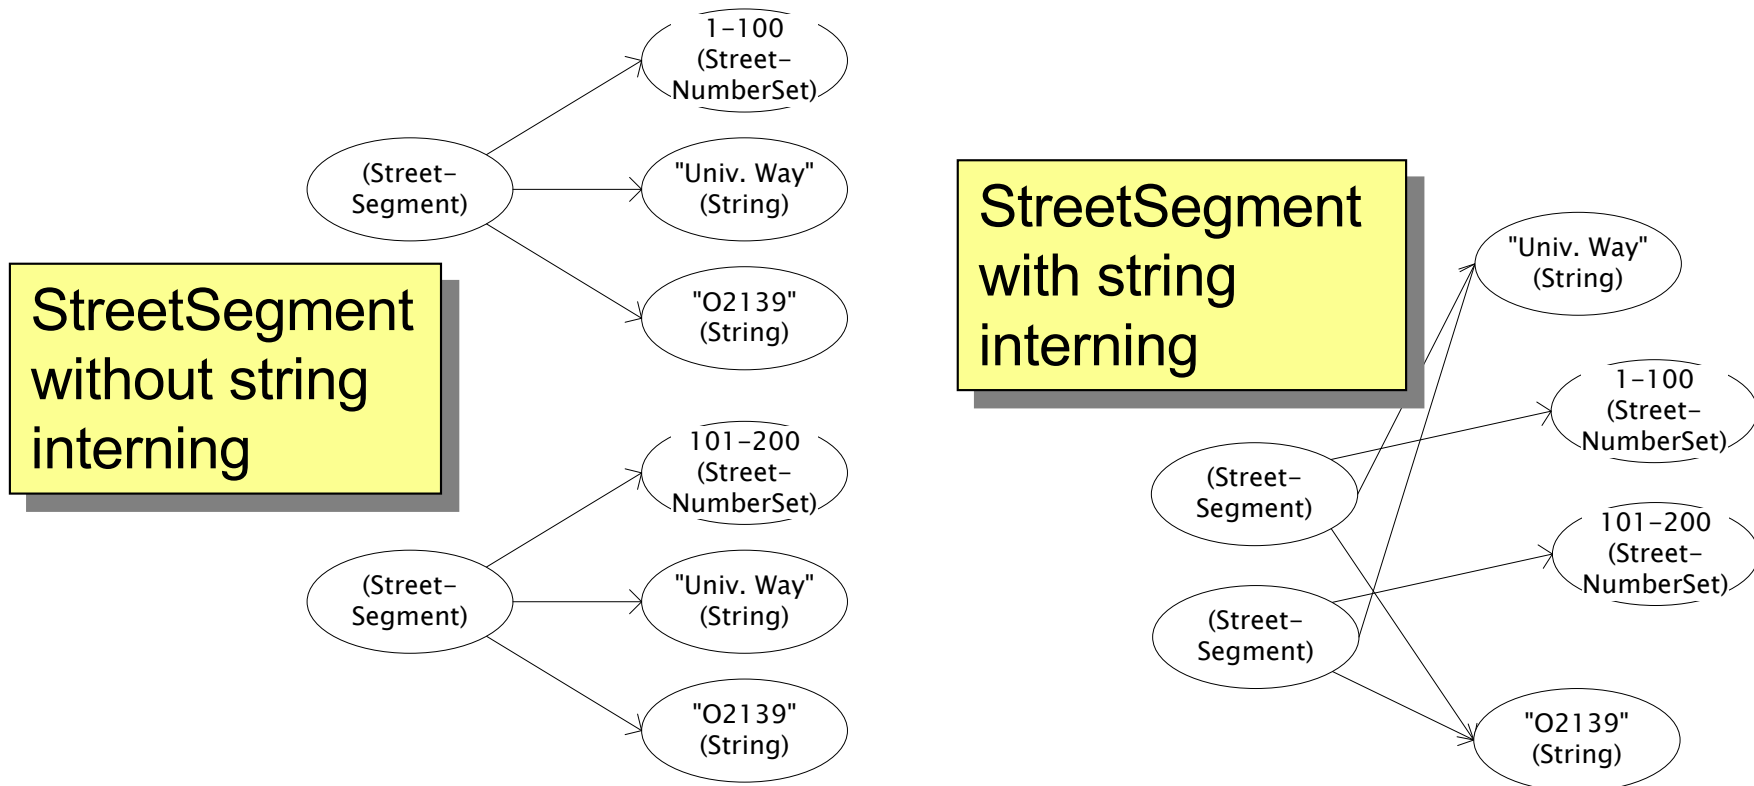 1-100
(Street-
NumberSet)
(Street-
Segment)
"Univ. Way"
(String)
"O2139"
(String)
StreetSegment
without string
interning
101-200
(Street-
NumberSet)
(Street-
Segment)
"Univ. Way"
(String)
"O2139"
(String)
StreetSegment
with string
interning
"Univ. Way"
(String)
1-100
(Street-
NumberSet)
(Street-
Segment)
101-200
(Street-
NumberSet)
(Street-
Segment)
"O2139"
(String)